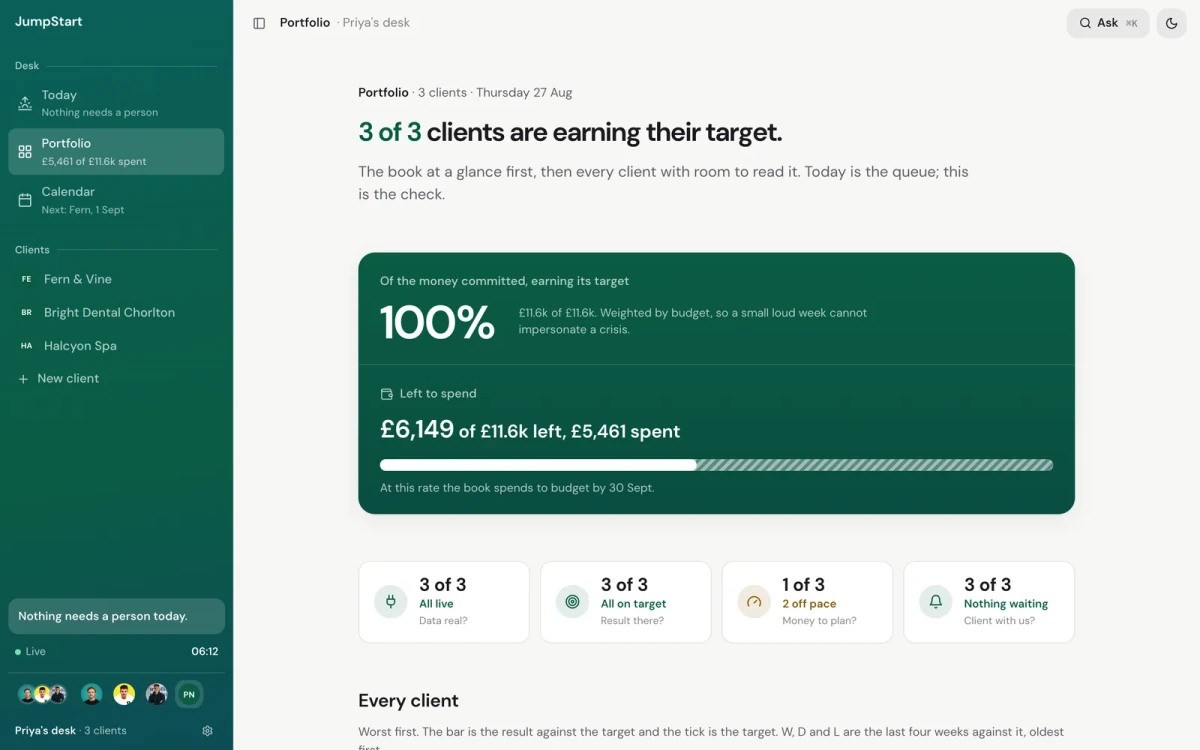 JumpStart
Desk
Today
Nothing needs a person
Portfolio
£5,461 of £11.6k spent
Calendar
Next: Fern, 1 Sept
Clients
FE Fern & Vine
BR Bright Dental Chorlton
HA Halcyon Spa
+ New client
Nothing needs a person today.
Live 06:12
PN
Priya's desk · 3 clients
Portfolio · Priya's desk
Ask ⌘K
Portfolio · 3 clients · Thursday 27 Aug
3 of 3 clients are earning their target.
The book at a glance first, then every client with room to read it. Today is the queue; this
is the check.
Of the money committed, earning its target
100%
£11.6k of £11.6k. Weighted by budget, so a small loud week cannot
impersonate a crisis.
Left to spend
£6,149 of £11.6k left, £5,461 spent
At this rate the book spends to budget by 30 Sept.
3 of 3
All live
Data real?
3 of 3
All on target
Result there?
1 of 3
2 off pace
Money to plan?
3 of 3
Nothing waiting
Client with us?
Every client
Worst first. The bar is the result against the target and the tick is the target. W, D and L are the last four weeks against it, oldest
first.